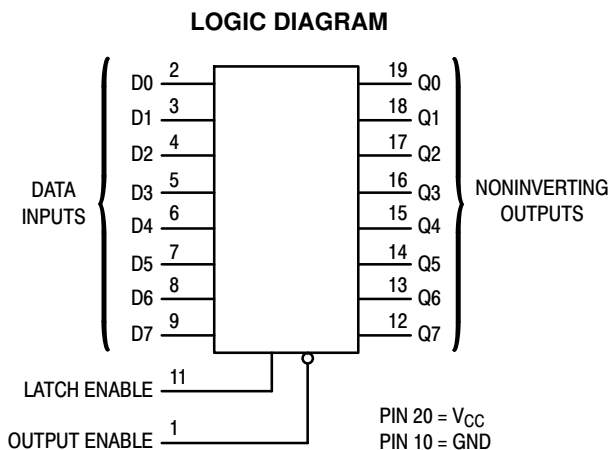 LOGIC DIAGRAM
D0 2 19 Q0
D1 3 18 Q1
D2 4 17 Q2
D3 5 16 Q3
D4 6 15 Q4
D5 7 14 Q5
D6 8 13 Q6
D7 9 12 Q7
DATA
INPUTS
NONINVERTING
OUTPUTS
LATCH ENABLE 11
OUTPUT ENABLE 1
PIN 20 = VCC
PIN 10 = GND